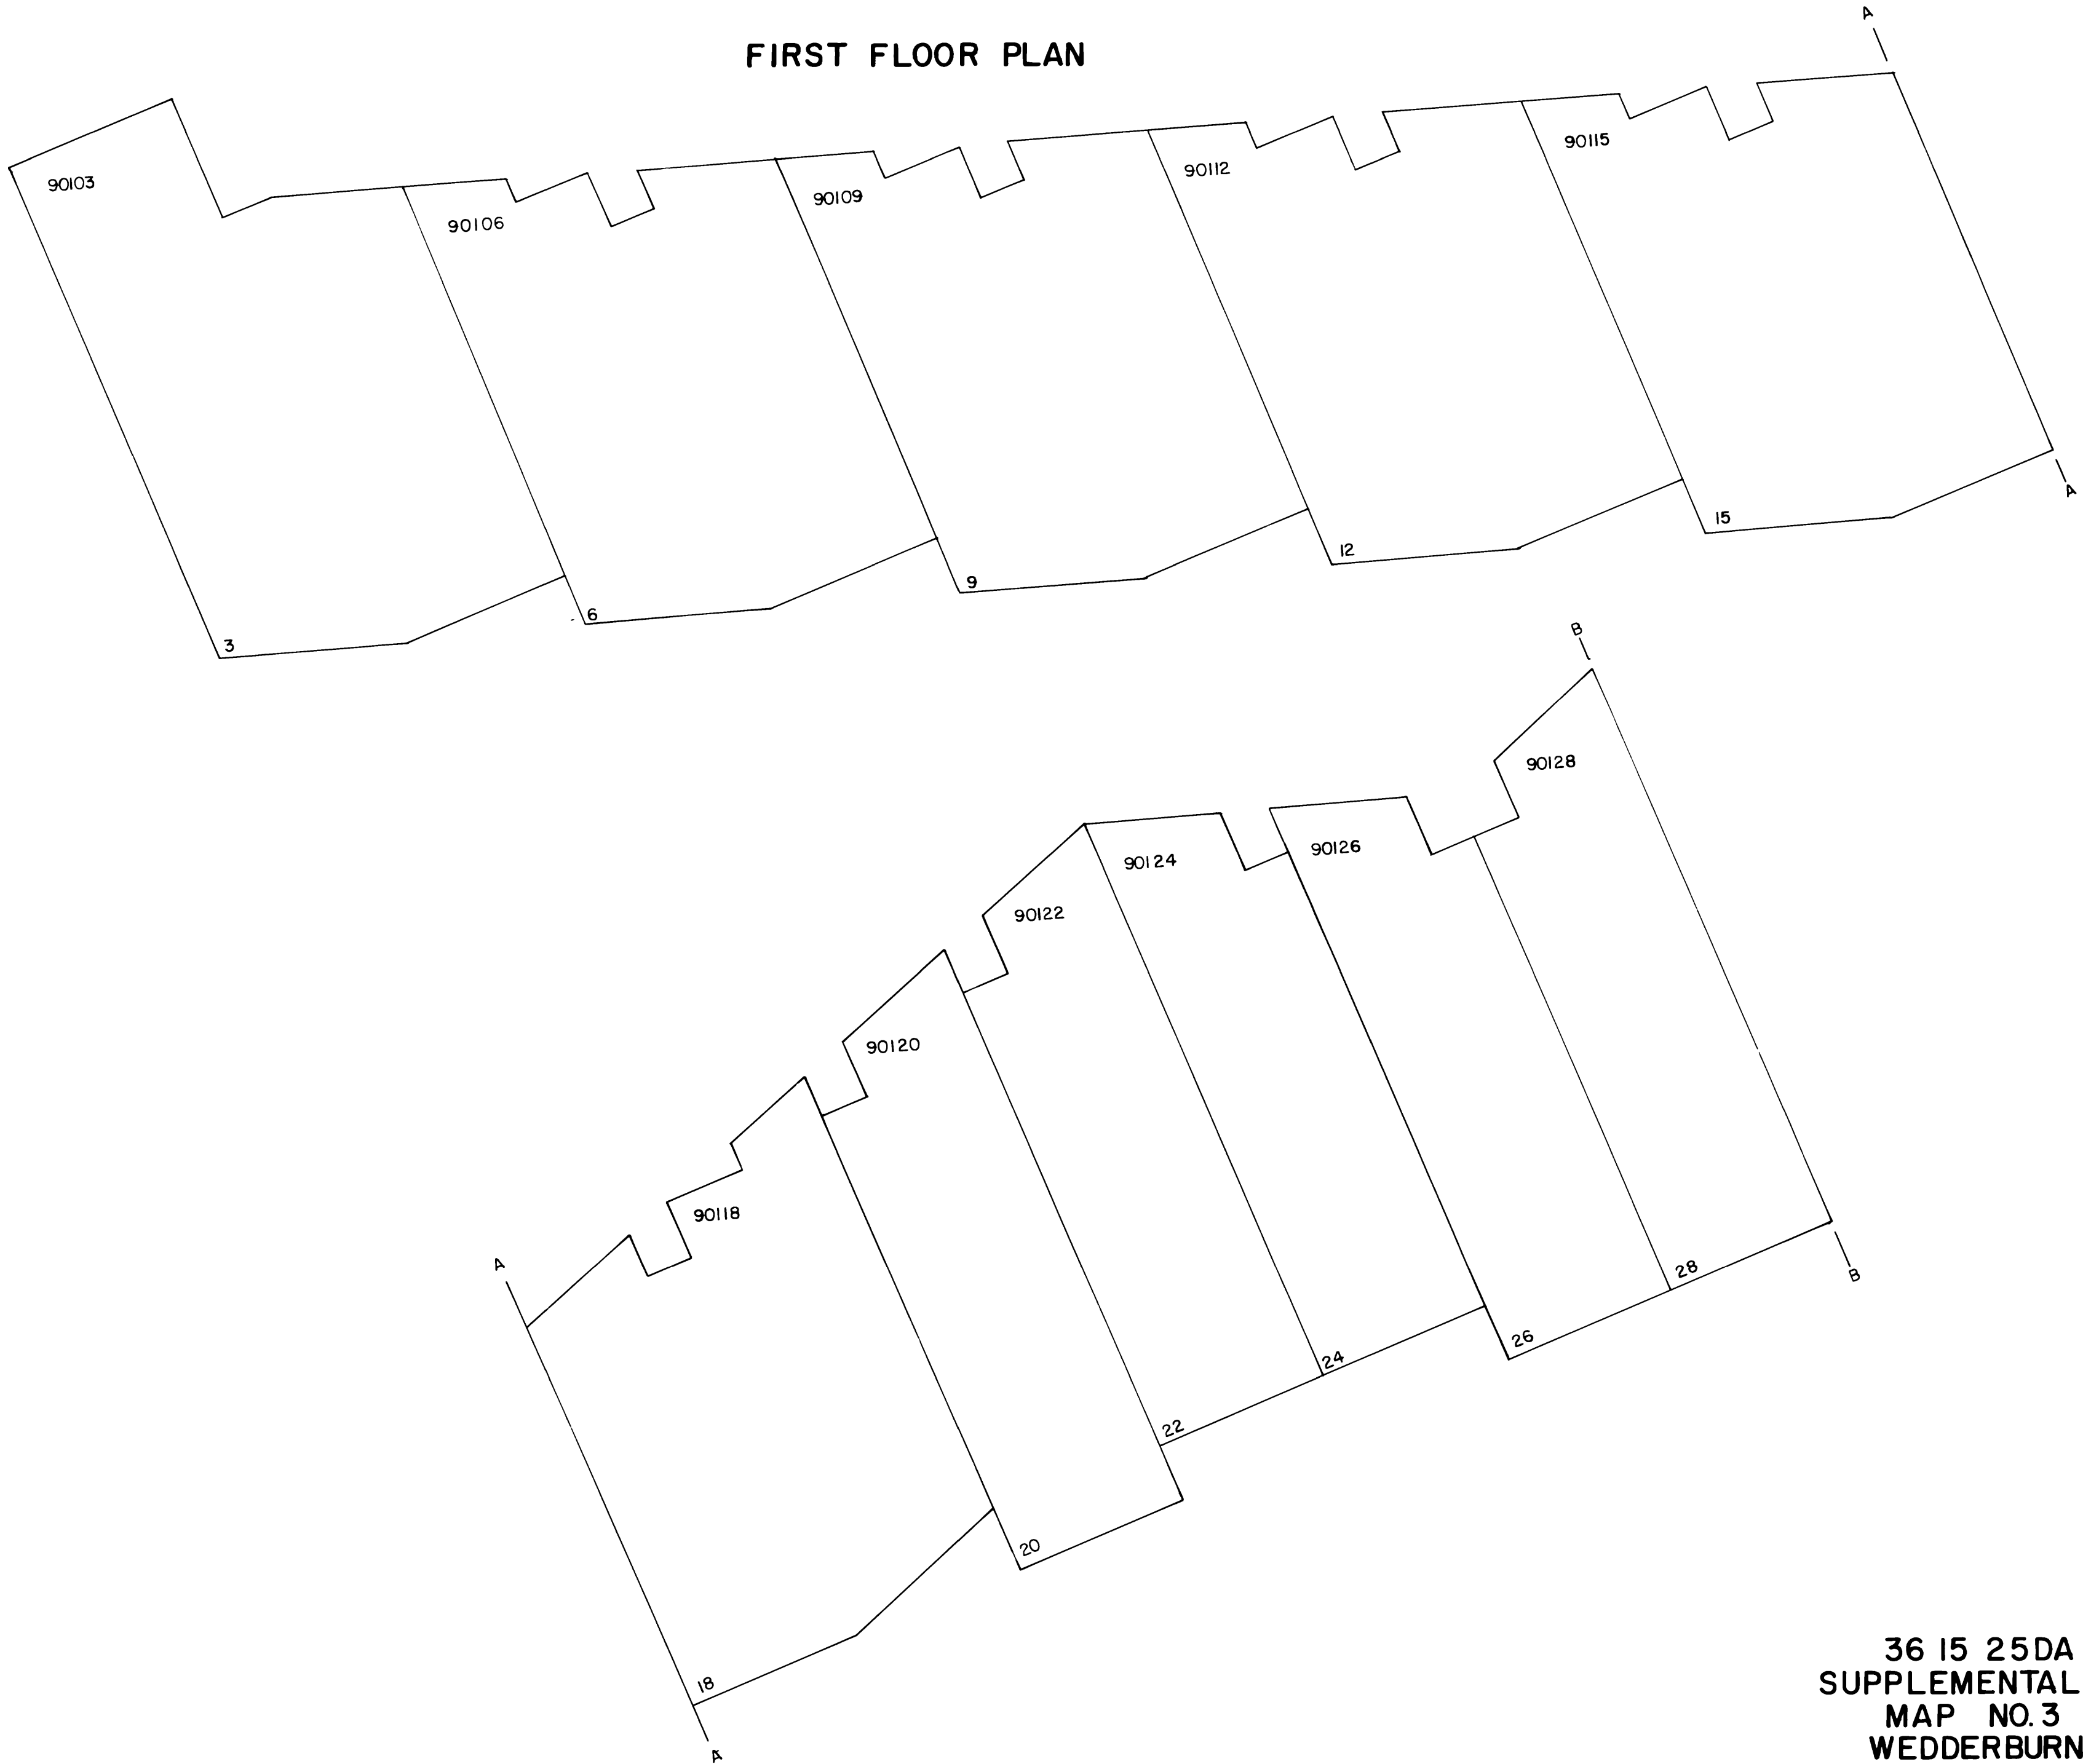 A
FIRST FLOOR PLAN
90115
90112
90103
90109
90106
A
15
12
9
6
3
B
90128
90126
90124
90122
90120
90118
A
28
B
26
24
22
20
18
A
36 15 25DA
SUPPLEMENTAL
MAP NO. 3
WEDDERBURN